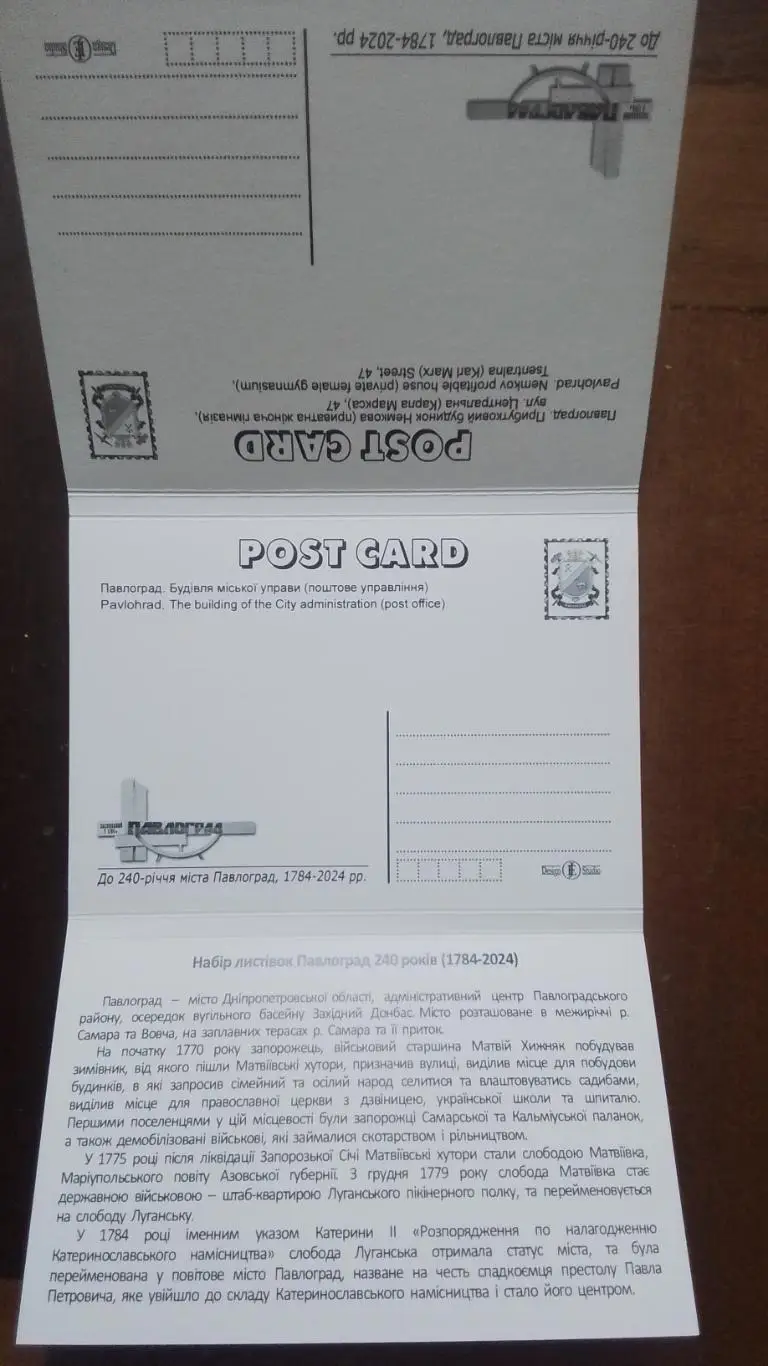 До 240-річчя міста Павлоград, 1784-2024 рр.
ПАВЛОГРАД
Design Studio
POST CARD
Павлоград. Прибутковий будинок Немкова (приватна жіноча гімназія),
вул. Центральна (Карла Маркса), 47
Pavlohrad. Nemkov profitable house (private female gymnasium),
Tsentralna (Karl Marx) Street, 47
POST CARD
Павлоград. Будівля міської управи (поштове управління)
Pavlohrad. The building of the City administration (post office)
ПАВЛОГРАД
До 240-річчя міста Павлоград, 1784-2024 рр.
Design Studio
Набір листівок Павлоград 240 років (1784-2024)
Павлоград – місто Дніпропетровської області, адміністративний центр Павлоградського
району, осередок вугільного басейну Західний Донбас. Місто розташоване в межиріччі р.
Самара та Вовча, на заплавних терасах р. Самара та її приток.
На початку 1770 року запорожець, військовий старшина Матвій Хижняк побудував
зимівник, від якого пішли Матвіївські хутори, призначив вулиці, виділив місце для побудови
будинків, в які запросив сімейний та осілий народ селитися та влаштовуватись садибами,
виділив місце для православної церкви з дзвіницею, української школи та шпиталю.
Першими поселенцями у цій місцевості були запорожці Самарської та Кальміуської паланок,
а також демобілізовані військові, які займалися скотарством і рільництвом.
У 1775 році після ліквідації Запорозької Січі Матвіївські хутори стали слободою Матвіївка,
Маріупольського повіту Азовської губернії. З грудня 1779 року слобода Матвіївка стає
державною військовою – штаб-квартирою Луганського пікінерного полку, та перейменовується
на слободу Луганську.
У 1784 році іменним указом Катерини II «Розпорядження по налагодженню
Катеринославського намісництва» слобода Луганська отримала статус міста, та була
перейменована у повітове місто Павлоград, назване на честь спадкоємця престолу Павла
Петровича, яке увійшло до складу Катеринославського намісництва і стало його центром.